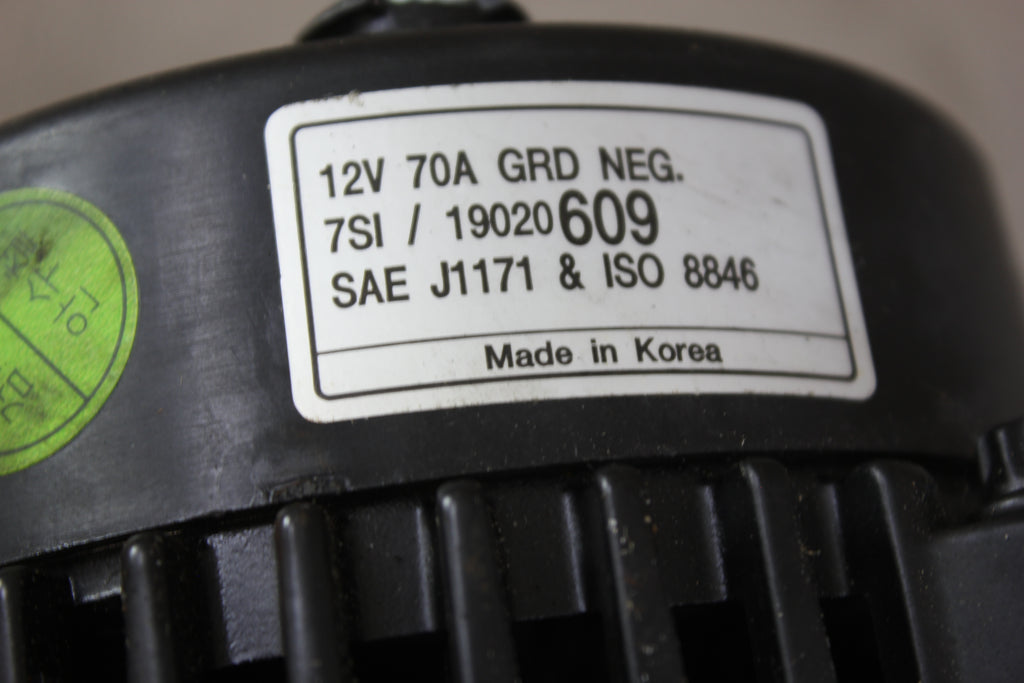 12V 70A GRD NEG.
7SI / 19020609
SAE J1171 & ISO 8846
Made in Korea